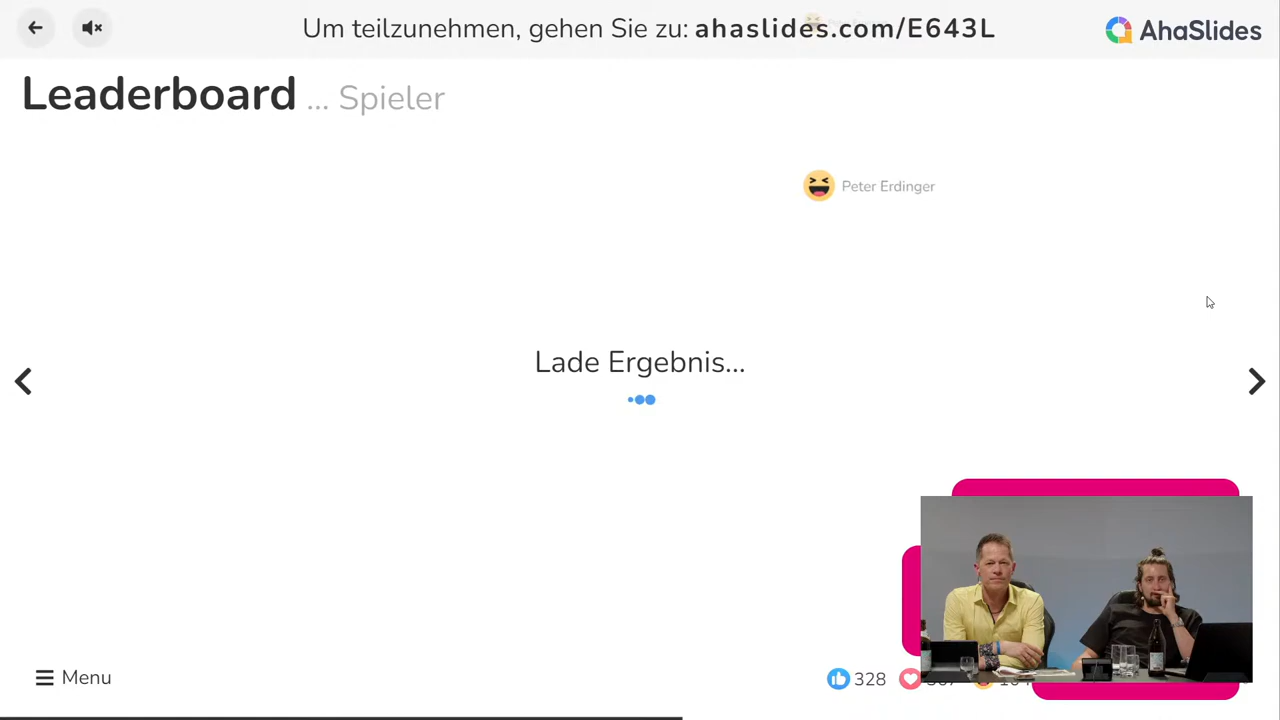 Um teilzunehmen, gehen Sie zu: ahaslides.com/E643L
AhaSlides
Leaderboard ... Spieler
Peter Erdinger
Lade Ergebnis...
Menu
328